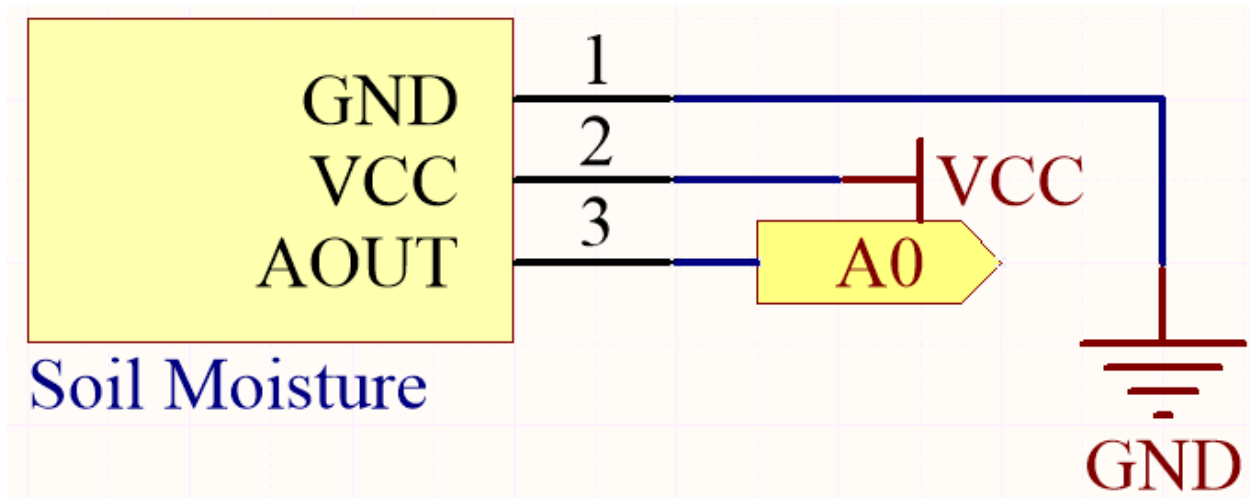 1
GND
2
VCC
VCC
3
AOUT
A0
Soil Moisture
GND